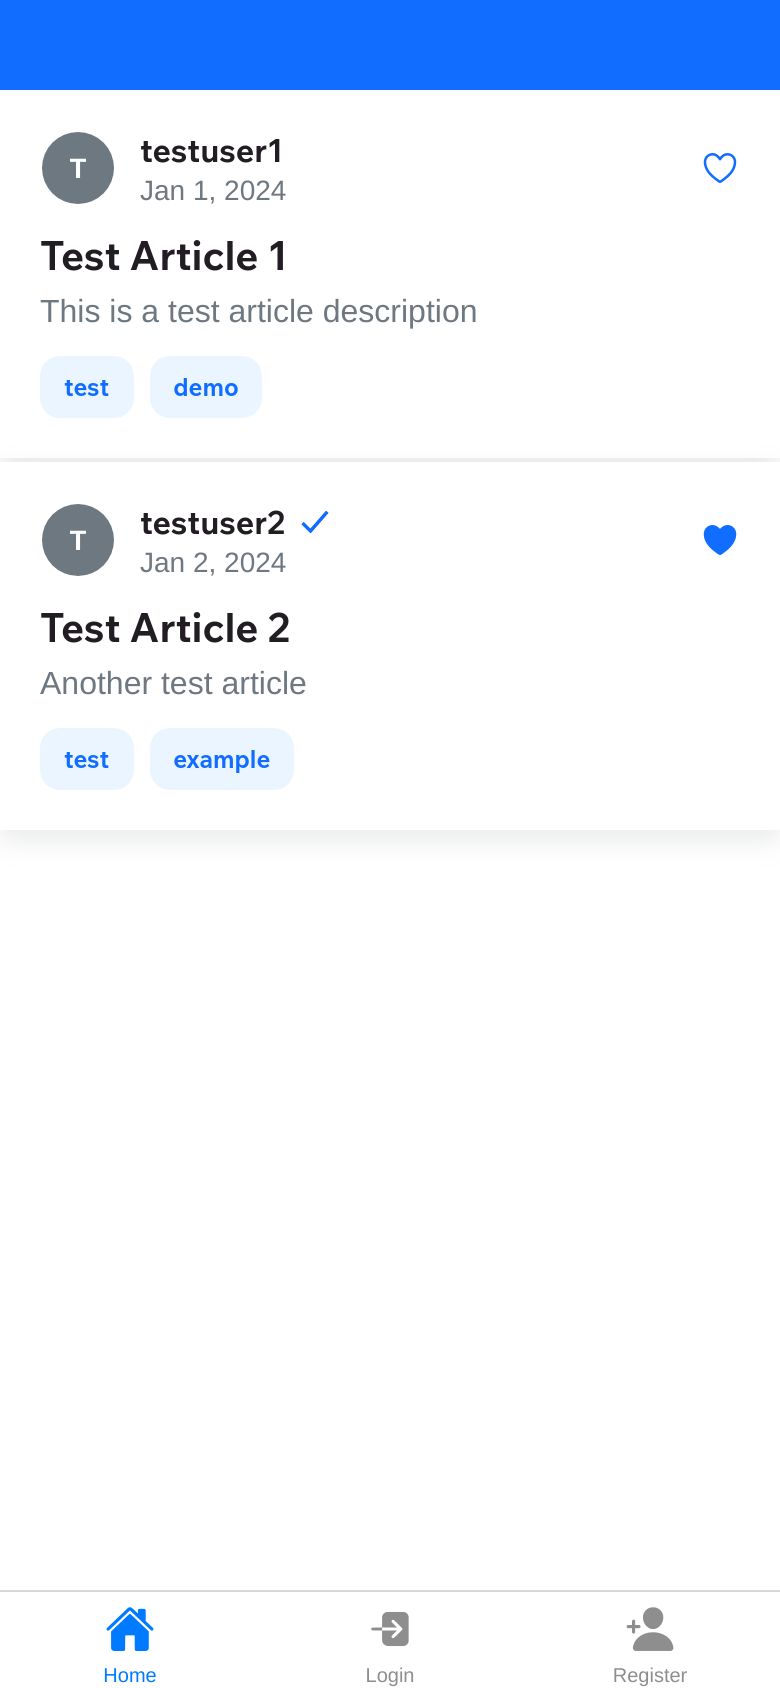 T
testuser1
Jan 1, 2024
Test Article 1
This is a test article description
test demo
T
testuser2
Jan 2, 2024
Test Article 2
Another test article
test example
Home Login Register